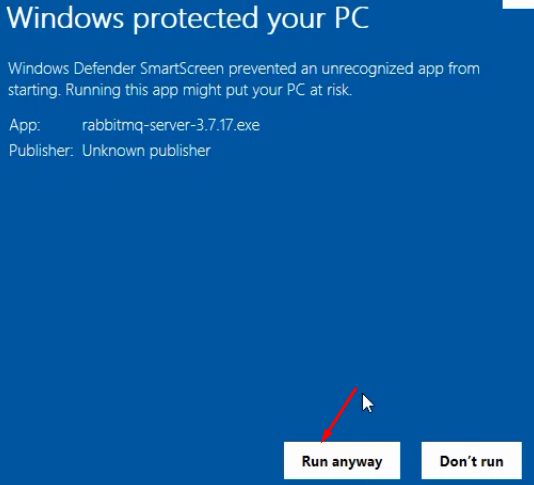 Windows protected your PC
Windows Defender SmartScreen prevented an unrecognized app from
starting. Running this app might put your PC at risk.
App: rabbitmq-server-3.7.17.exe
Publisher: Unknown publisher
Run anyway Don't run